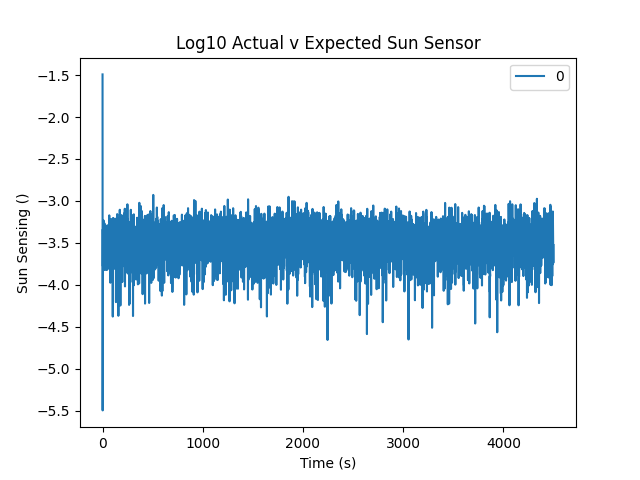 Log10 Actual v Expected Sun Sensor
0
−1.5
−2.0
−2.5
−3.0
−3.5
−4.0
−4.5
−5.0
−5.5
Sun Sensing ()
0 1000 2000 3000 4000
Time (s)